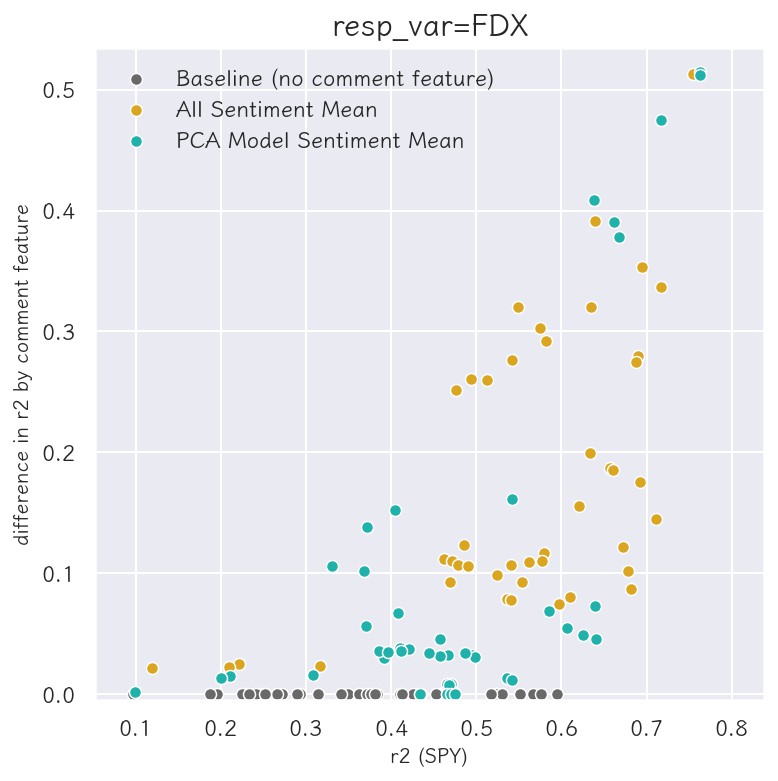 resp_var=FDX
Baseline (no comment feature)
All Sentiment Mean
PCA Model Sentiment Mean
difference in r2 by comment feature
0.5
0.4
0.3
0.2
0.1
0.0
0.1 0.2 0.3 0.4 0.5 0.6 0.7 0.8
r2 (SPY)